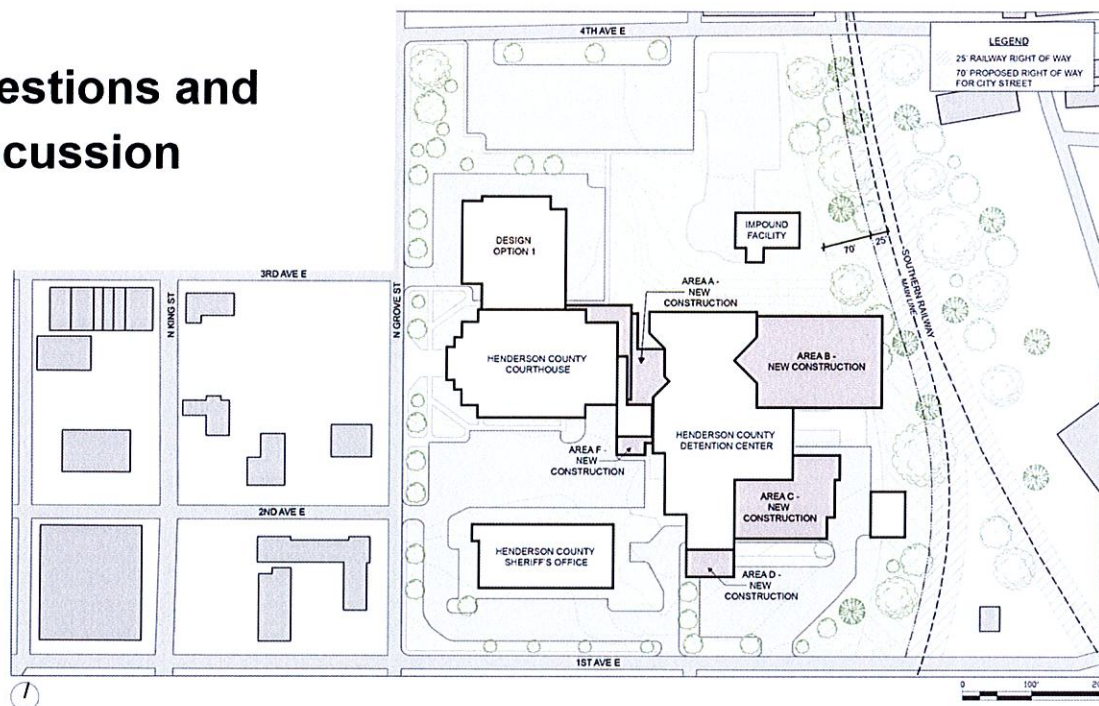 estions and
cussion
4TH AVE E
LEGEND
25' RAILWAY RIGHT OF WAY
70' PROPOSED RIGHT OF WAY
FOR CITY STREET
DESIGN
OPTION 1
IMPOUND
FACILITY
70'
25'
SOUTHERN RAILWAY
MAIN LINE
3RD AVE E
N KING ST
N GROVE ST
AREA A -
NEW
CONSTRUCTION
HENDERSON COUNTY
COURTHOUSE
AREA B -
NEW CONSTRUCTION
HENDERSON COUNTY
DETENTION CENTER
AREA F -
NEW
CONSTRUCTION
AREA C -
NEW
CONSTRUCTION
2ND AVE E
HENDERSON COUNTY
SHERIFF'S OFFICE
AREA D -
NEW
CONSTRUCTION
1ST AVE E
0 100'